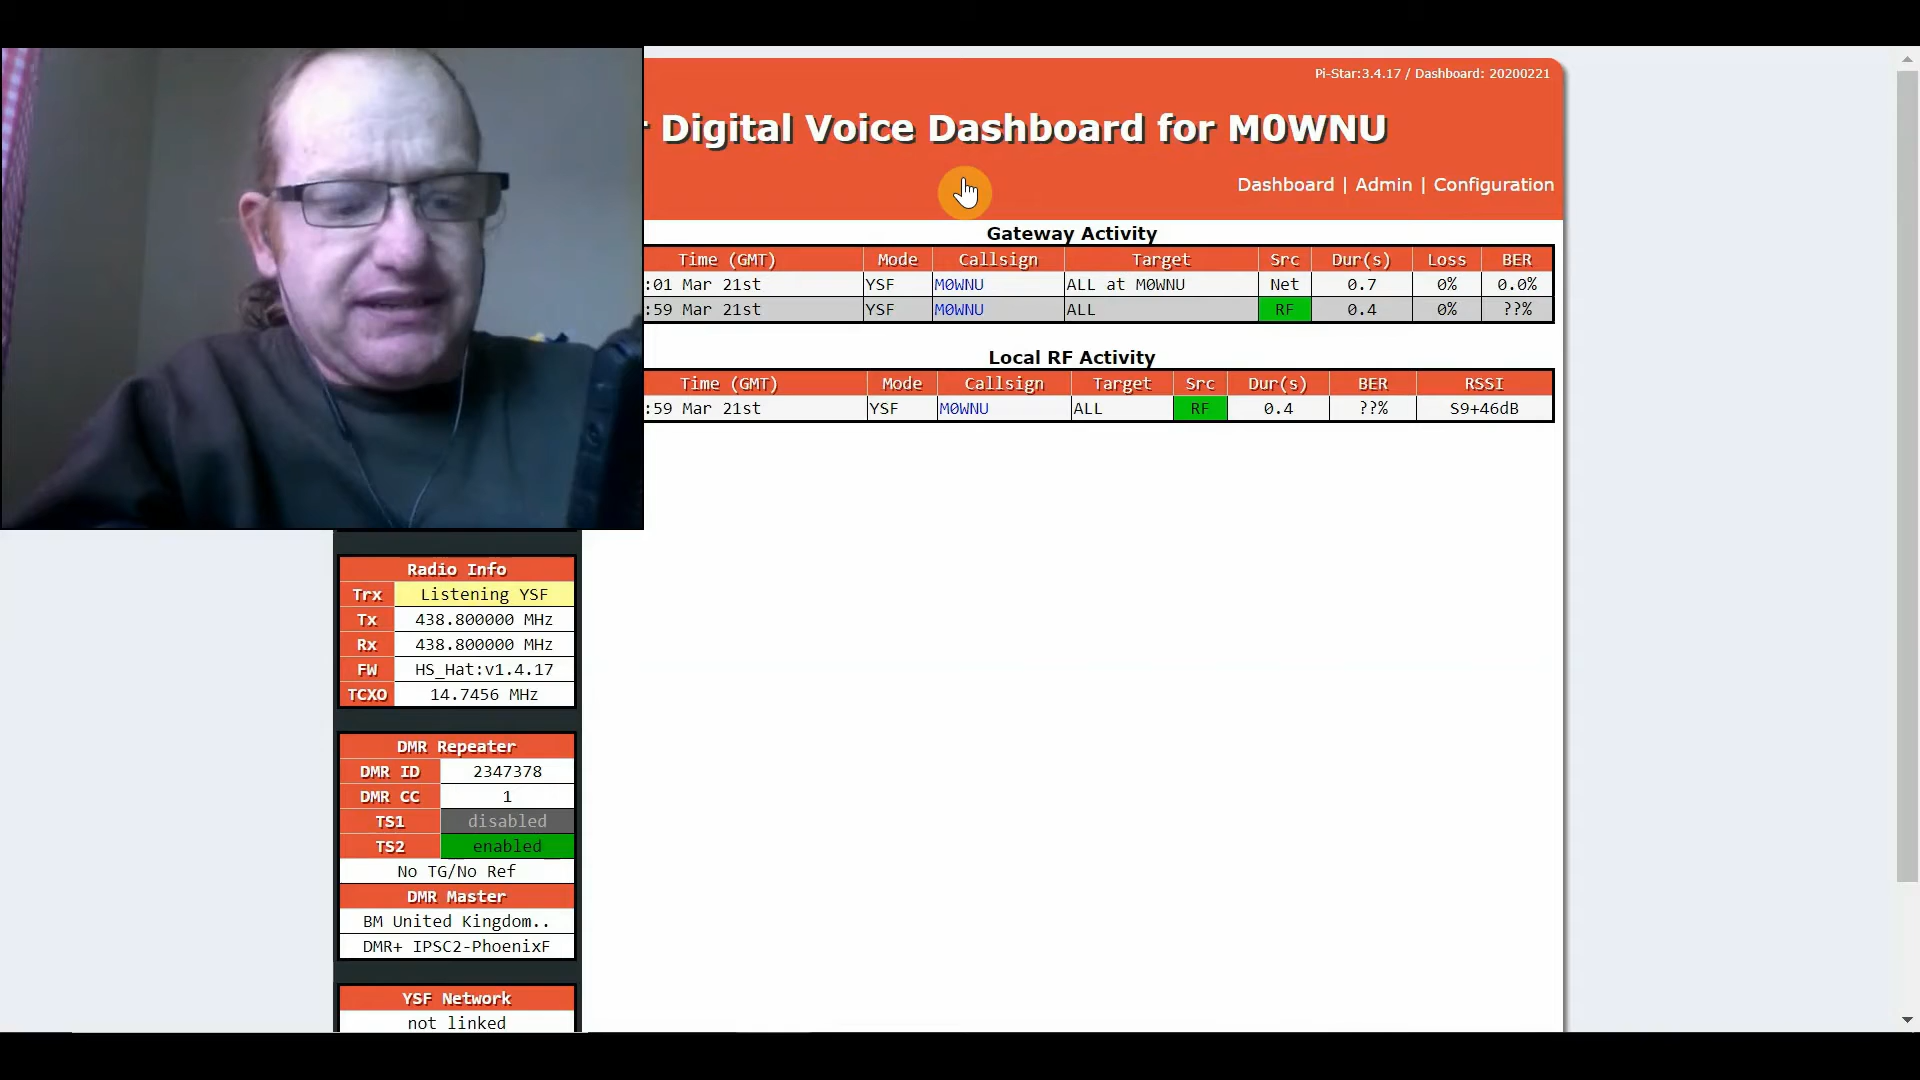 Pi-Star:3.4.17 / Dashboard: 20200221
Digital Voice Dashboard for M0WNU
Dashboard | Admin | Configuration
Gateway Activity
Time (GMT) Mode Callsign Target Src Dur(s) Loss BER
:01 Mar 21st YSF M0WNU ALL at M0WNU Net 0.7 0% 0.0%
:59 Mar 21st YSF M0WNU ALL RF 0.4 0% ??%
Local RF Activity
Time (GMT) Mode Callsign Target Src Dur(s) BER RSSI
:59 Mar 21st YSF M0WNU ALL RF 0.4 ??% S9+46dB
Radio Info
Trx Listening YSF
Tx 438.800000 MHz
Rx 438.800000 MHz
FW HS_Hat:v1.4.17
TCXO 14.7456 MHz
DMR Repeater
DMR ID 2347378
DMR CC 1
TS1 disabled
TS2 enabled
No TG/No Ref
DMR Master
BM United Kingdom..
DMR+ IPSC2-PhoenixF
YSF Network
not linked